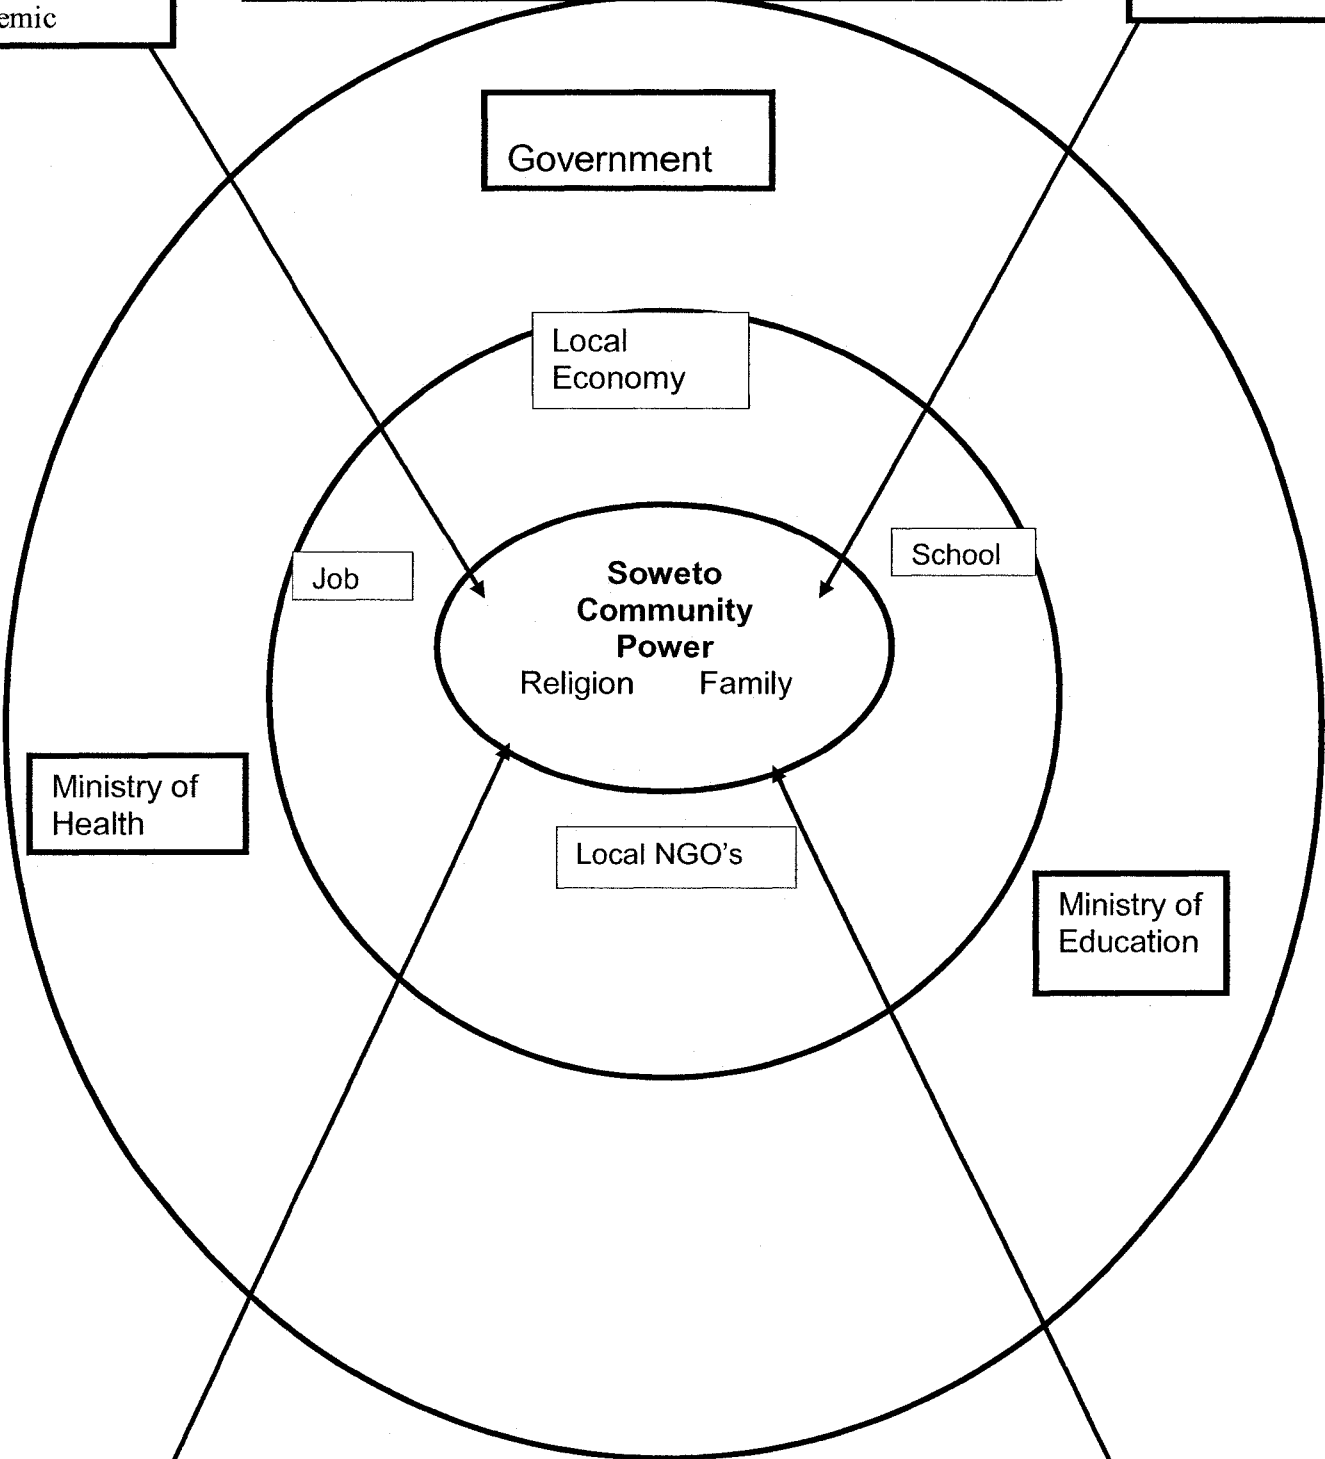 emic
Government
Local
Economy
School
Job
Soweto
Community
Power
Religion Family
Ministry of
Health
Local NGO's
Ministry of
Education